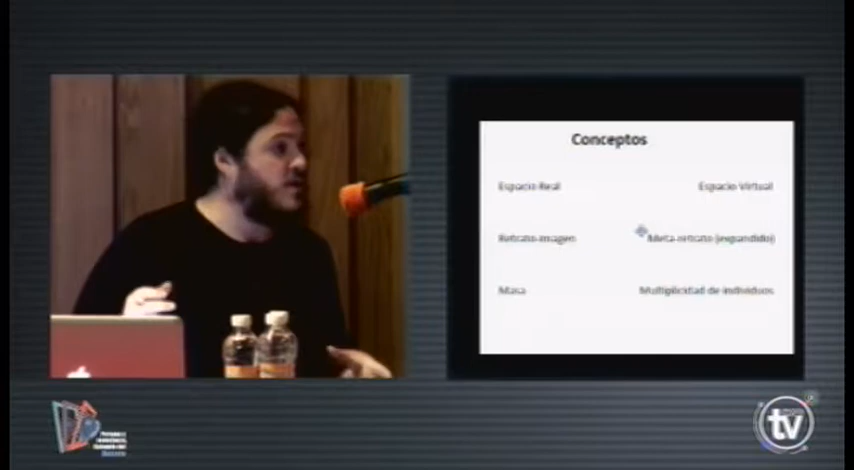 Conceptos
Espacio Real
Espacio Virtual
Retrato-imagen
Meta-retrato (expandido)
Masa
Multiplicidad de individuos
tv